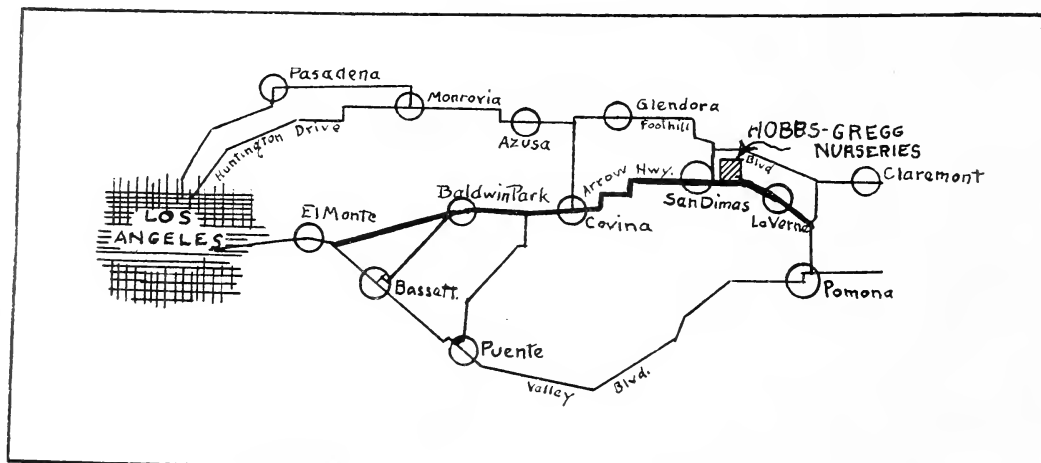 Pasadena
Monrovia
Glendora
Foothill
Azusa
HOBBS-GREGG
NURSERIES
Blvd
Huntington Drive
Arrow Hwy.
Claremont
Baldwin Park
San Dimas
LOS
ANGELES
El Monte
Covina
La Verne
Bassett.
Pomona
Puente
Valley Blvd.